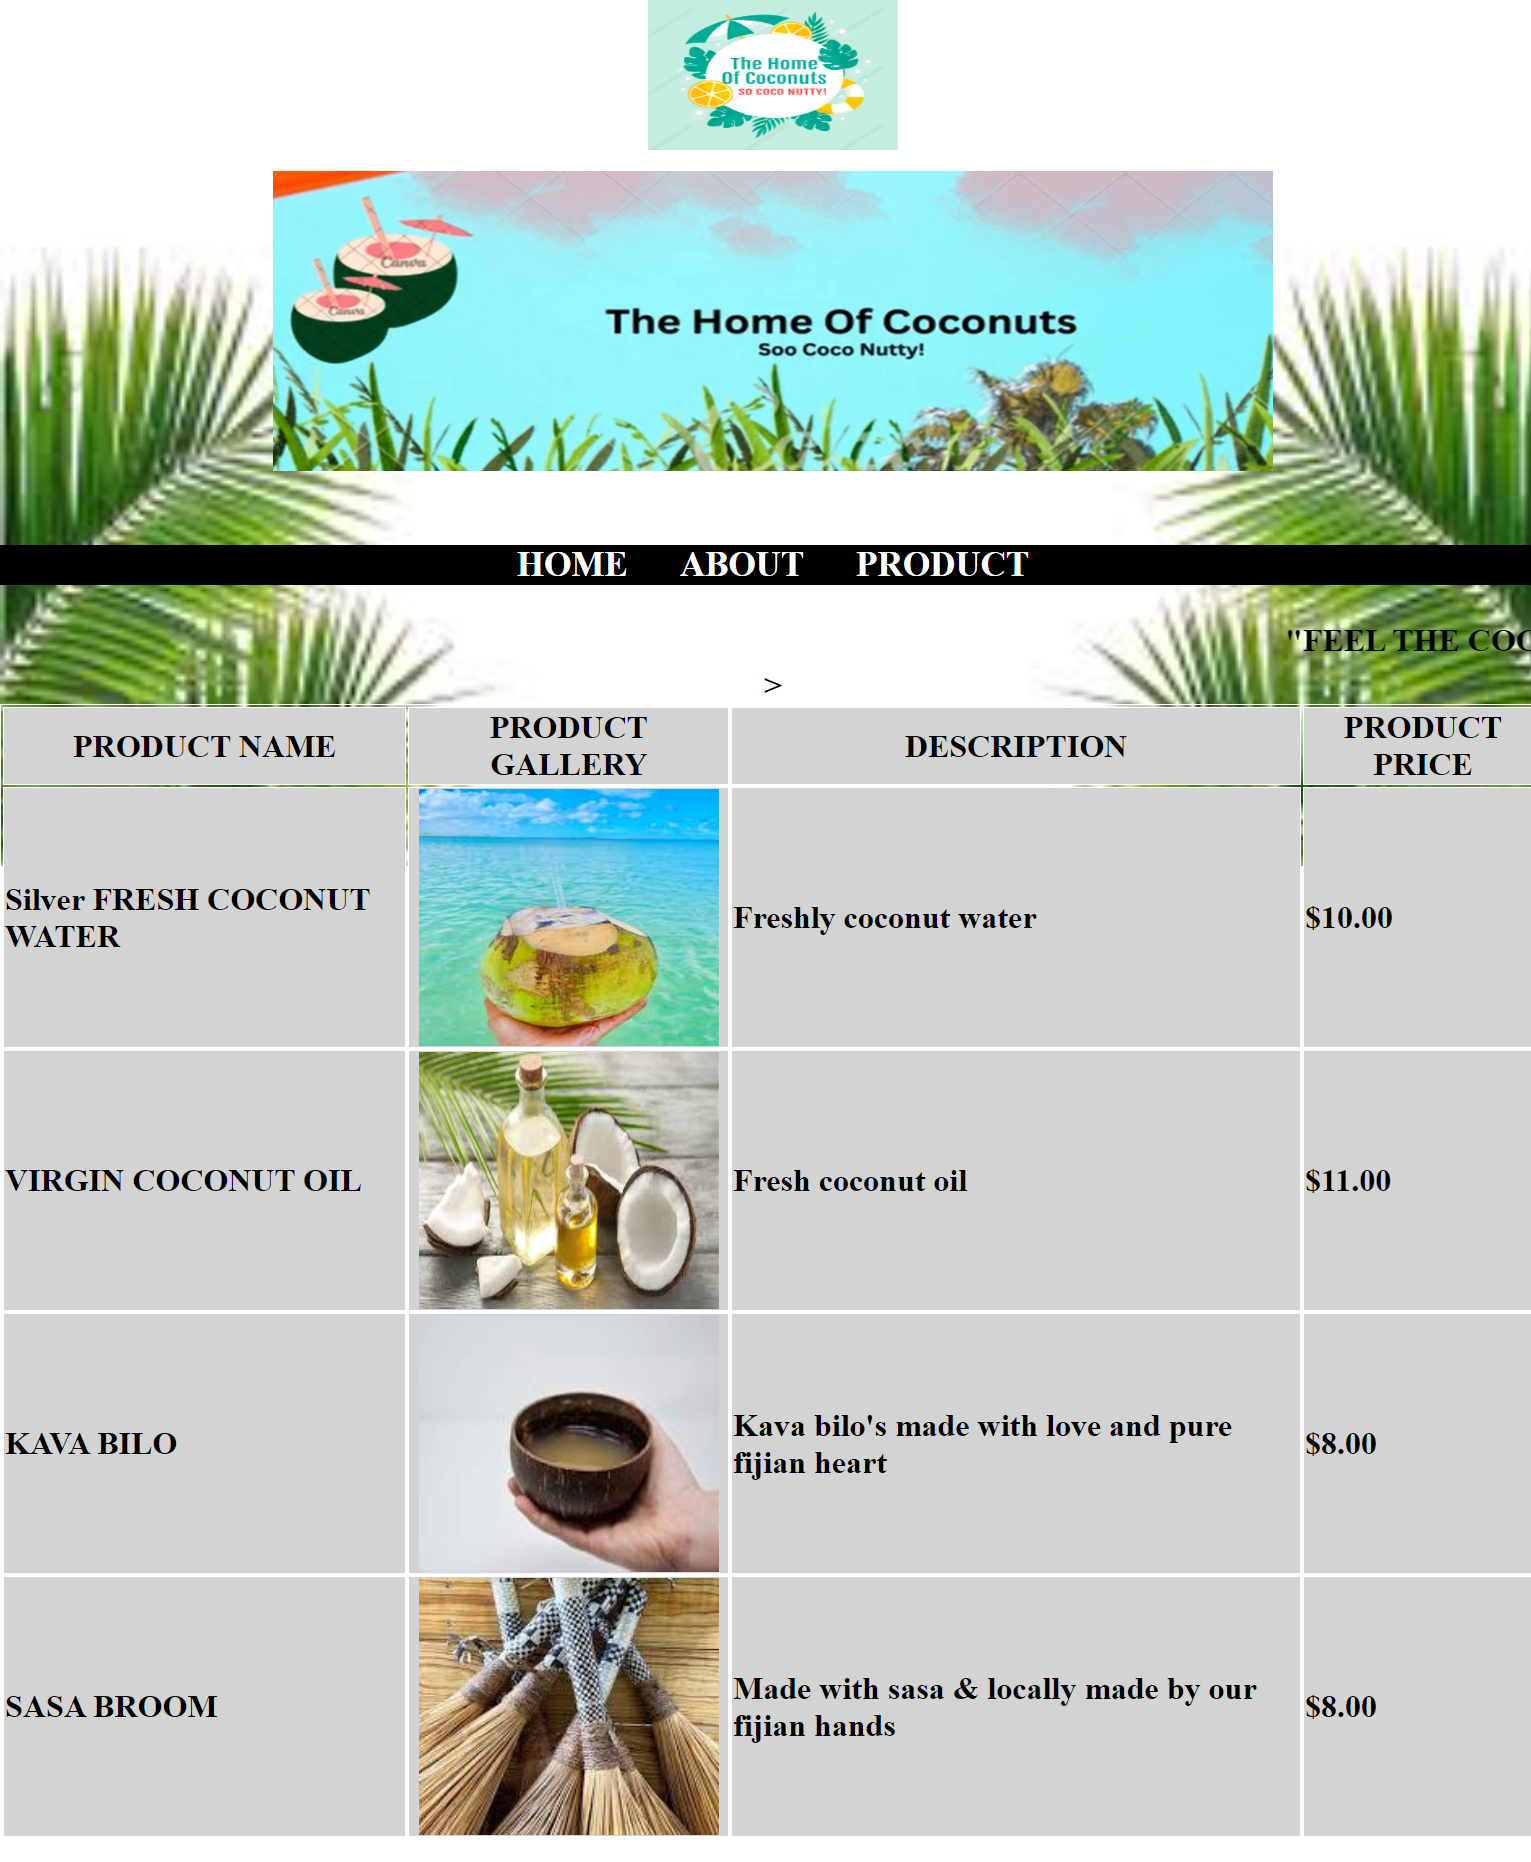 The Home
Of Coconuts
SO COCO NUTTY!
Canva
Canva
The Home Of Coconuts
Soo Coco Nutty!
HOME ABOUT PRODUCT
"FEEL THE COC
>
PRODUCT NAME
PRODUCT
GALLERY
DESCRIPTION
PRODUCT
PRICE
Silver FRESH COCONUT
WATER
Freshly coconut water
$10.00
VIRGIN COCONUT OIL
Fresh coconut oil
$11.00
KAVA BILO
Kava bilo's made with love and pure
fijian heart
$8.00
SASA BROOM
Made with sasa & locally made by our
fijian hands
$8.00